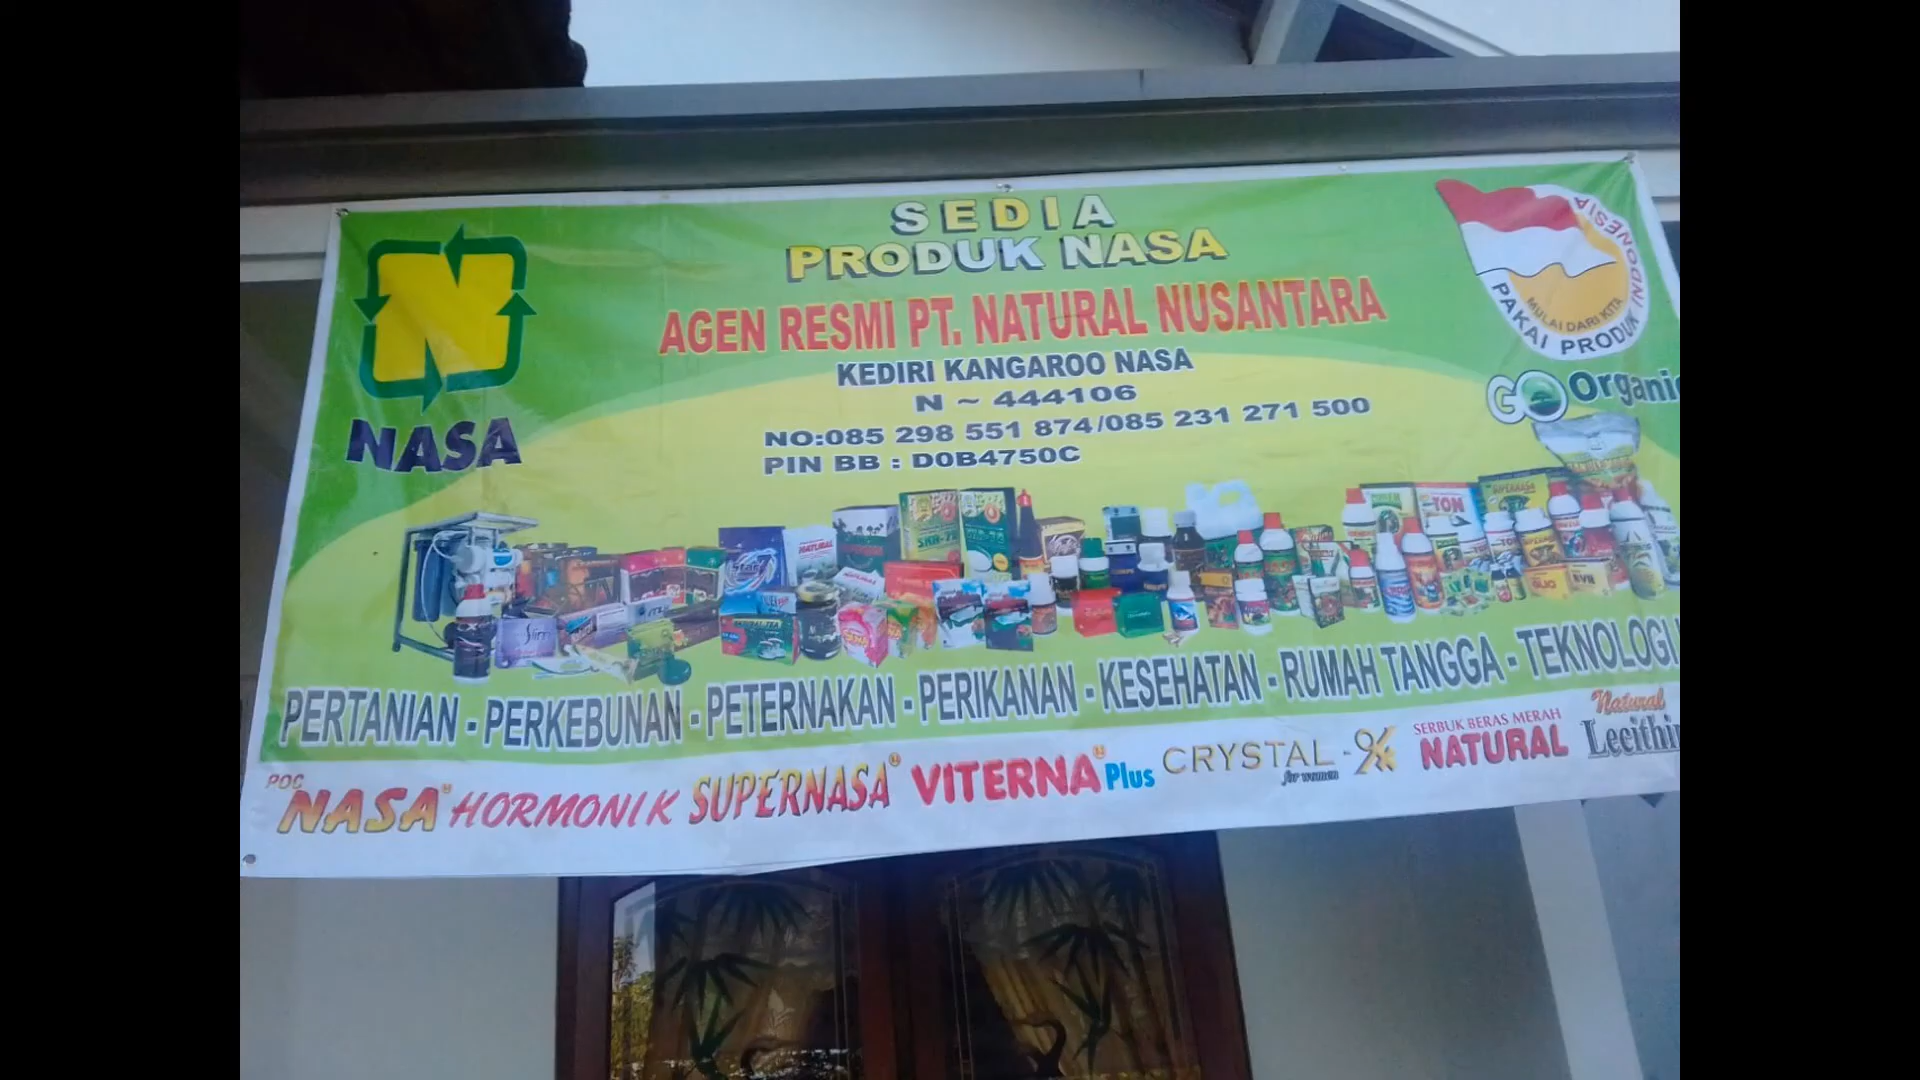 SEDIA
PRODUK NASA
AGEN RESMI PT. NATURAL NUSANTARA
KEDIRI KANGAROO NASA
N ~ 444106
NO:085 298 551 874/085 231 271 500
PIN BB : D0B4750C
NASA
PAKAI PRODUK INDONESIA
MULAI DARI KITA
GO Organic
PERTANIAN - PERKEBUNAN - PETERNAKAN - PERIKANAN - KESEHATAN - RUMAH TANGGA - TEKNOLOGI
POC NASA HORMONIK SUPERNASA VITERNA Plus CRYSTAL-X for women SERBUK BERAS MERAH NATURAL Natural Lecithin